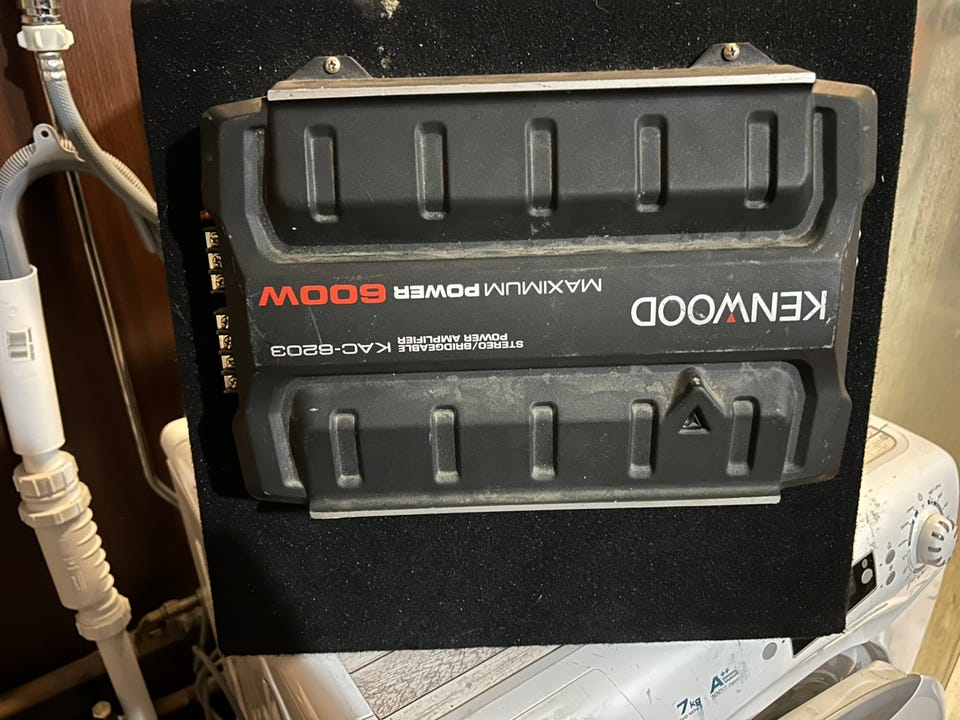 KENWOOD
MAXIMUM POWER 600W
STEREO/BRIDGEABLE
POWER AMPLIFIER
KAC-6203
7kg
A++